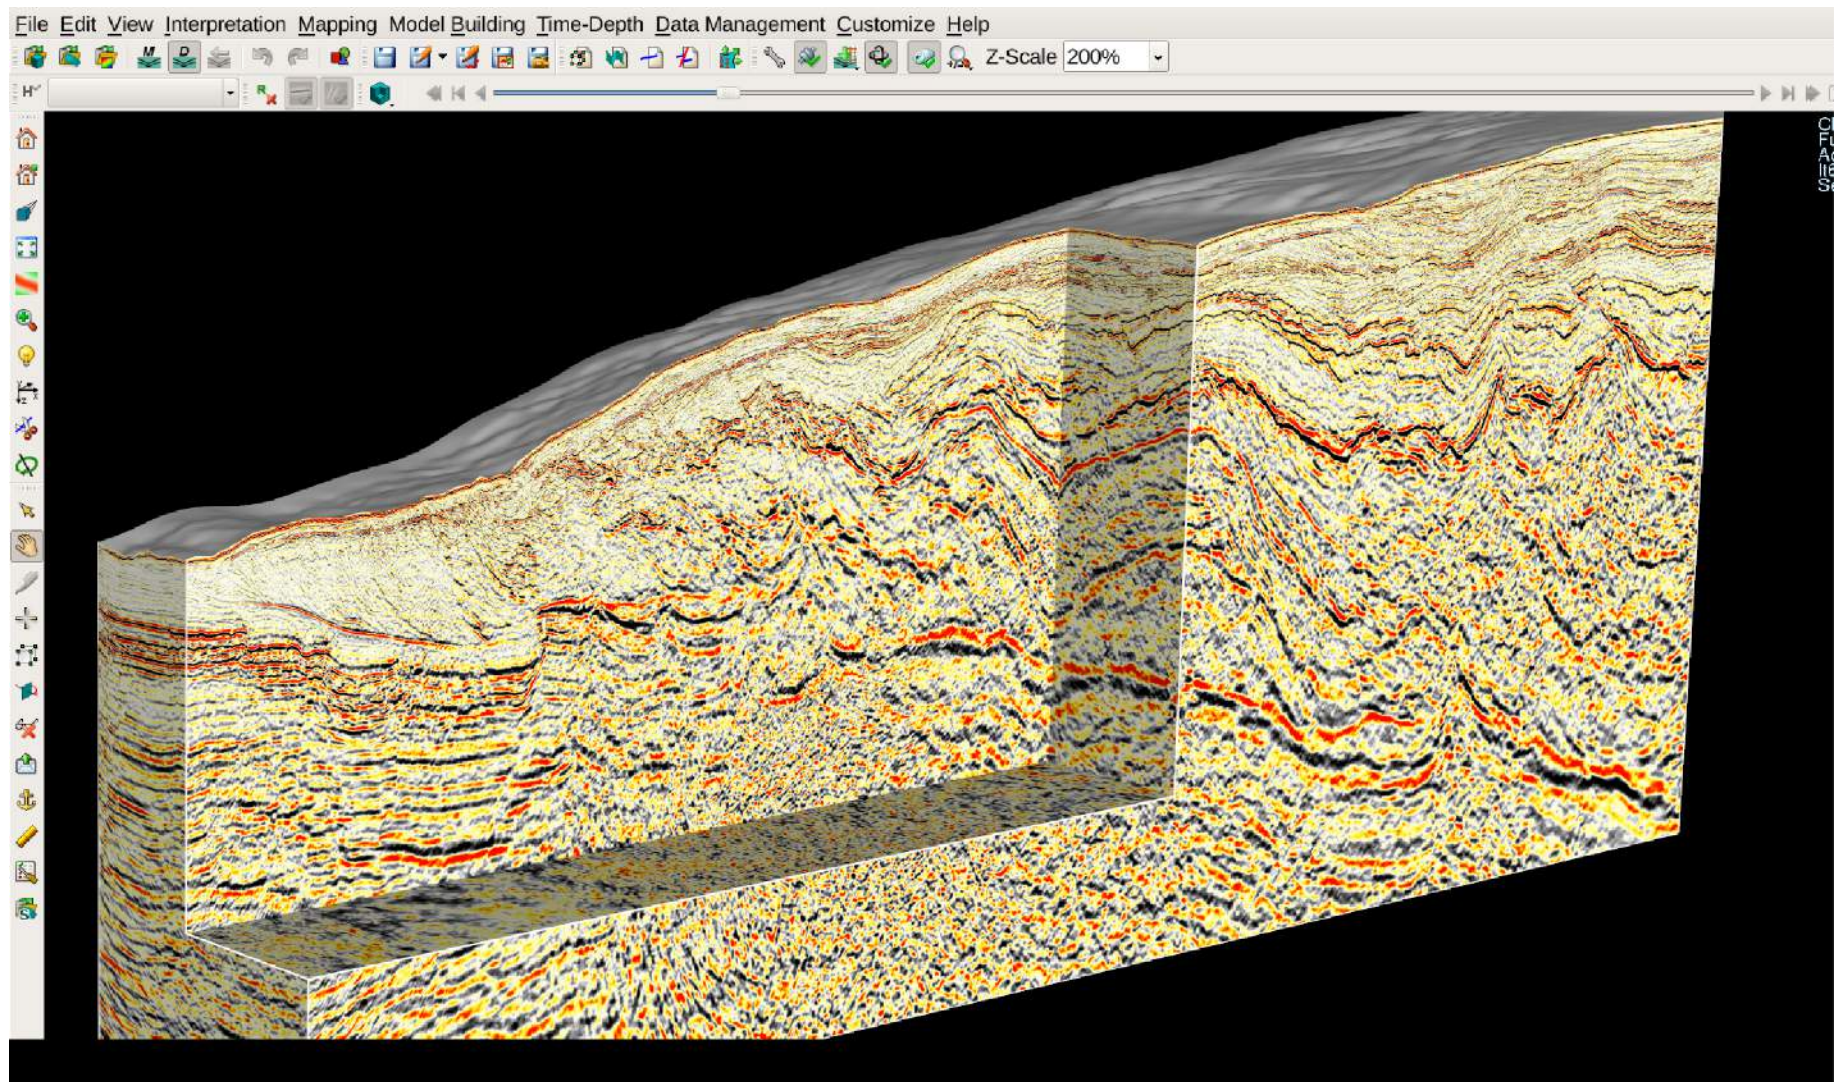 File Edit View Interpretation Mapping Model Building Time-Depth Data Management Customize Help
M D Z-Scale 200%
H
R
S